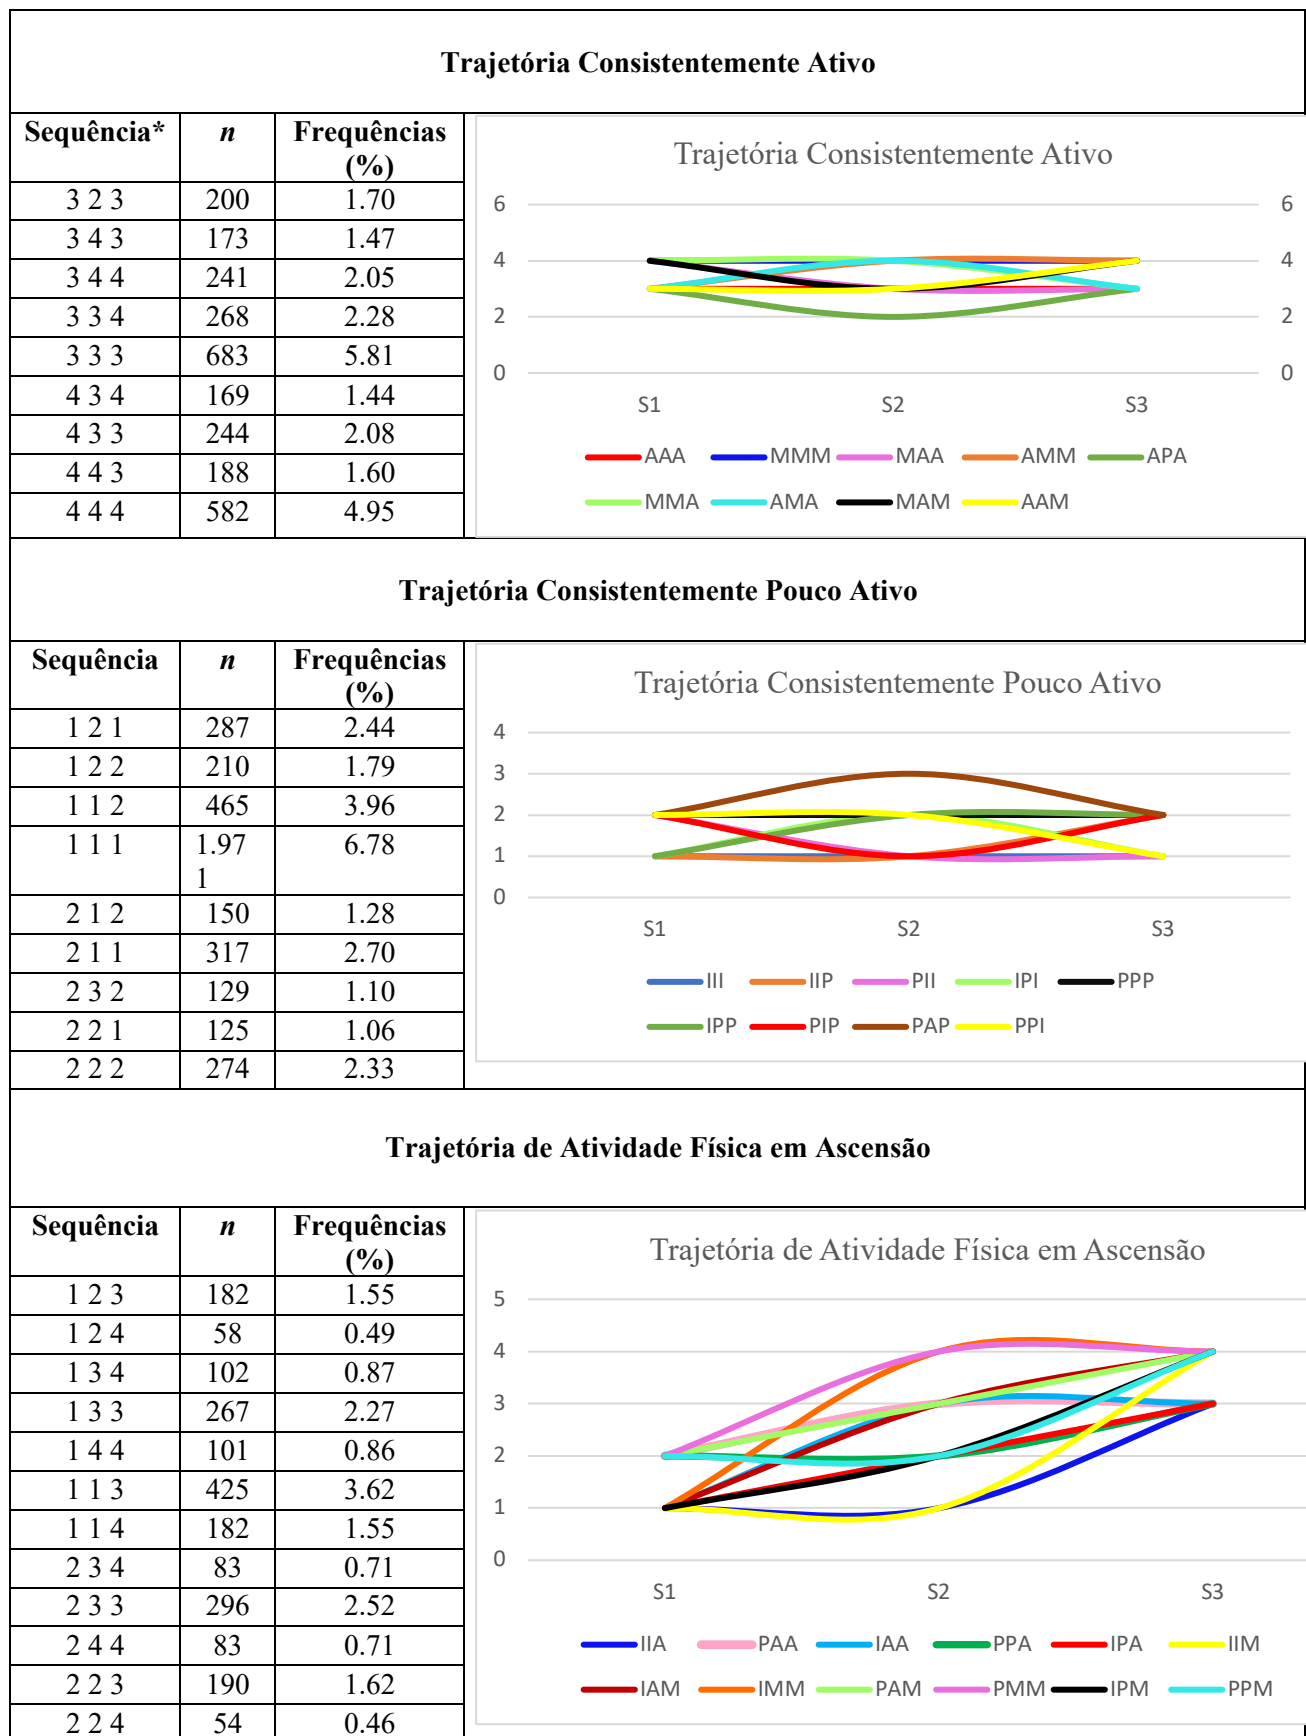 Trajetória Consistentemente Ativo
Sequência* n Frequências (%)
3 2 3 200 1.70
3 4 3 173 1.47
3 4 4 241 2.05
3 3 4 268 2.28
3 3 3 683 5.81
4 3 4 169 1.44
4 3 3 244 2.08
4 4 3 188 1.60
4 4 4 582 4.95
Trajetória Consistentemente Ativo
6 6
4 4
2 2
0 0
S1 S2 S3
AAA MMM MAA AMM APA
MMA AMA MAM AAM
Trajetória Consistentemente Pouco Ativo
Sequência n Frequências (%)
1 2 1 287 2.44
1 2 2 210 1.79
1 1 2 465 3.96
1 1 1 1.97 6.78
1
2 1 2 150 1.28
2 1 1 317 2.70
2 3 2 129 1.10
2 2 1 125 1.06
2 2 2 274 2.33
Trajetória Consistentemente Pouco Ativo
4
3
2
1
0
S1 S2 S3
III IIP PII IPI PPP
IPP PIP PAP PPI
Trajetória de Atividade Física em Ascensão
Sequência n Frequências (%)
1 2 3 182 1.55
1 2 4 58 0.49
1 3 4 102 0.87
1 3 3 267 2.27
1 4 4 101 0.86
1 1 3 425 3.62
1 1 4 182 1.55
2 3 4 83 0.71
2 3 3 296 2.52
2 4 4 83 0.71
2 2 3 190 1.62
2 2 4 54 0.46
Trajetória de Atividade Física em Ascensão
5
4
3
2
1
0
S1 S2 S3
IIA PAA IAA PPA IPA IIM
IAM IMM PAM PMM IPM PPM